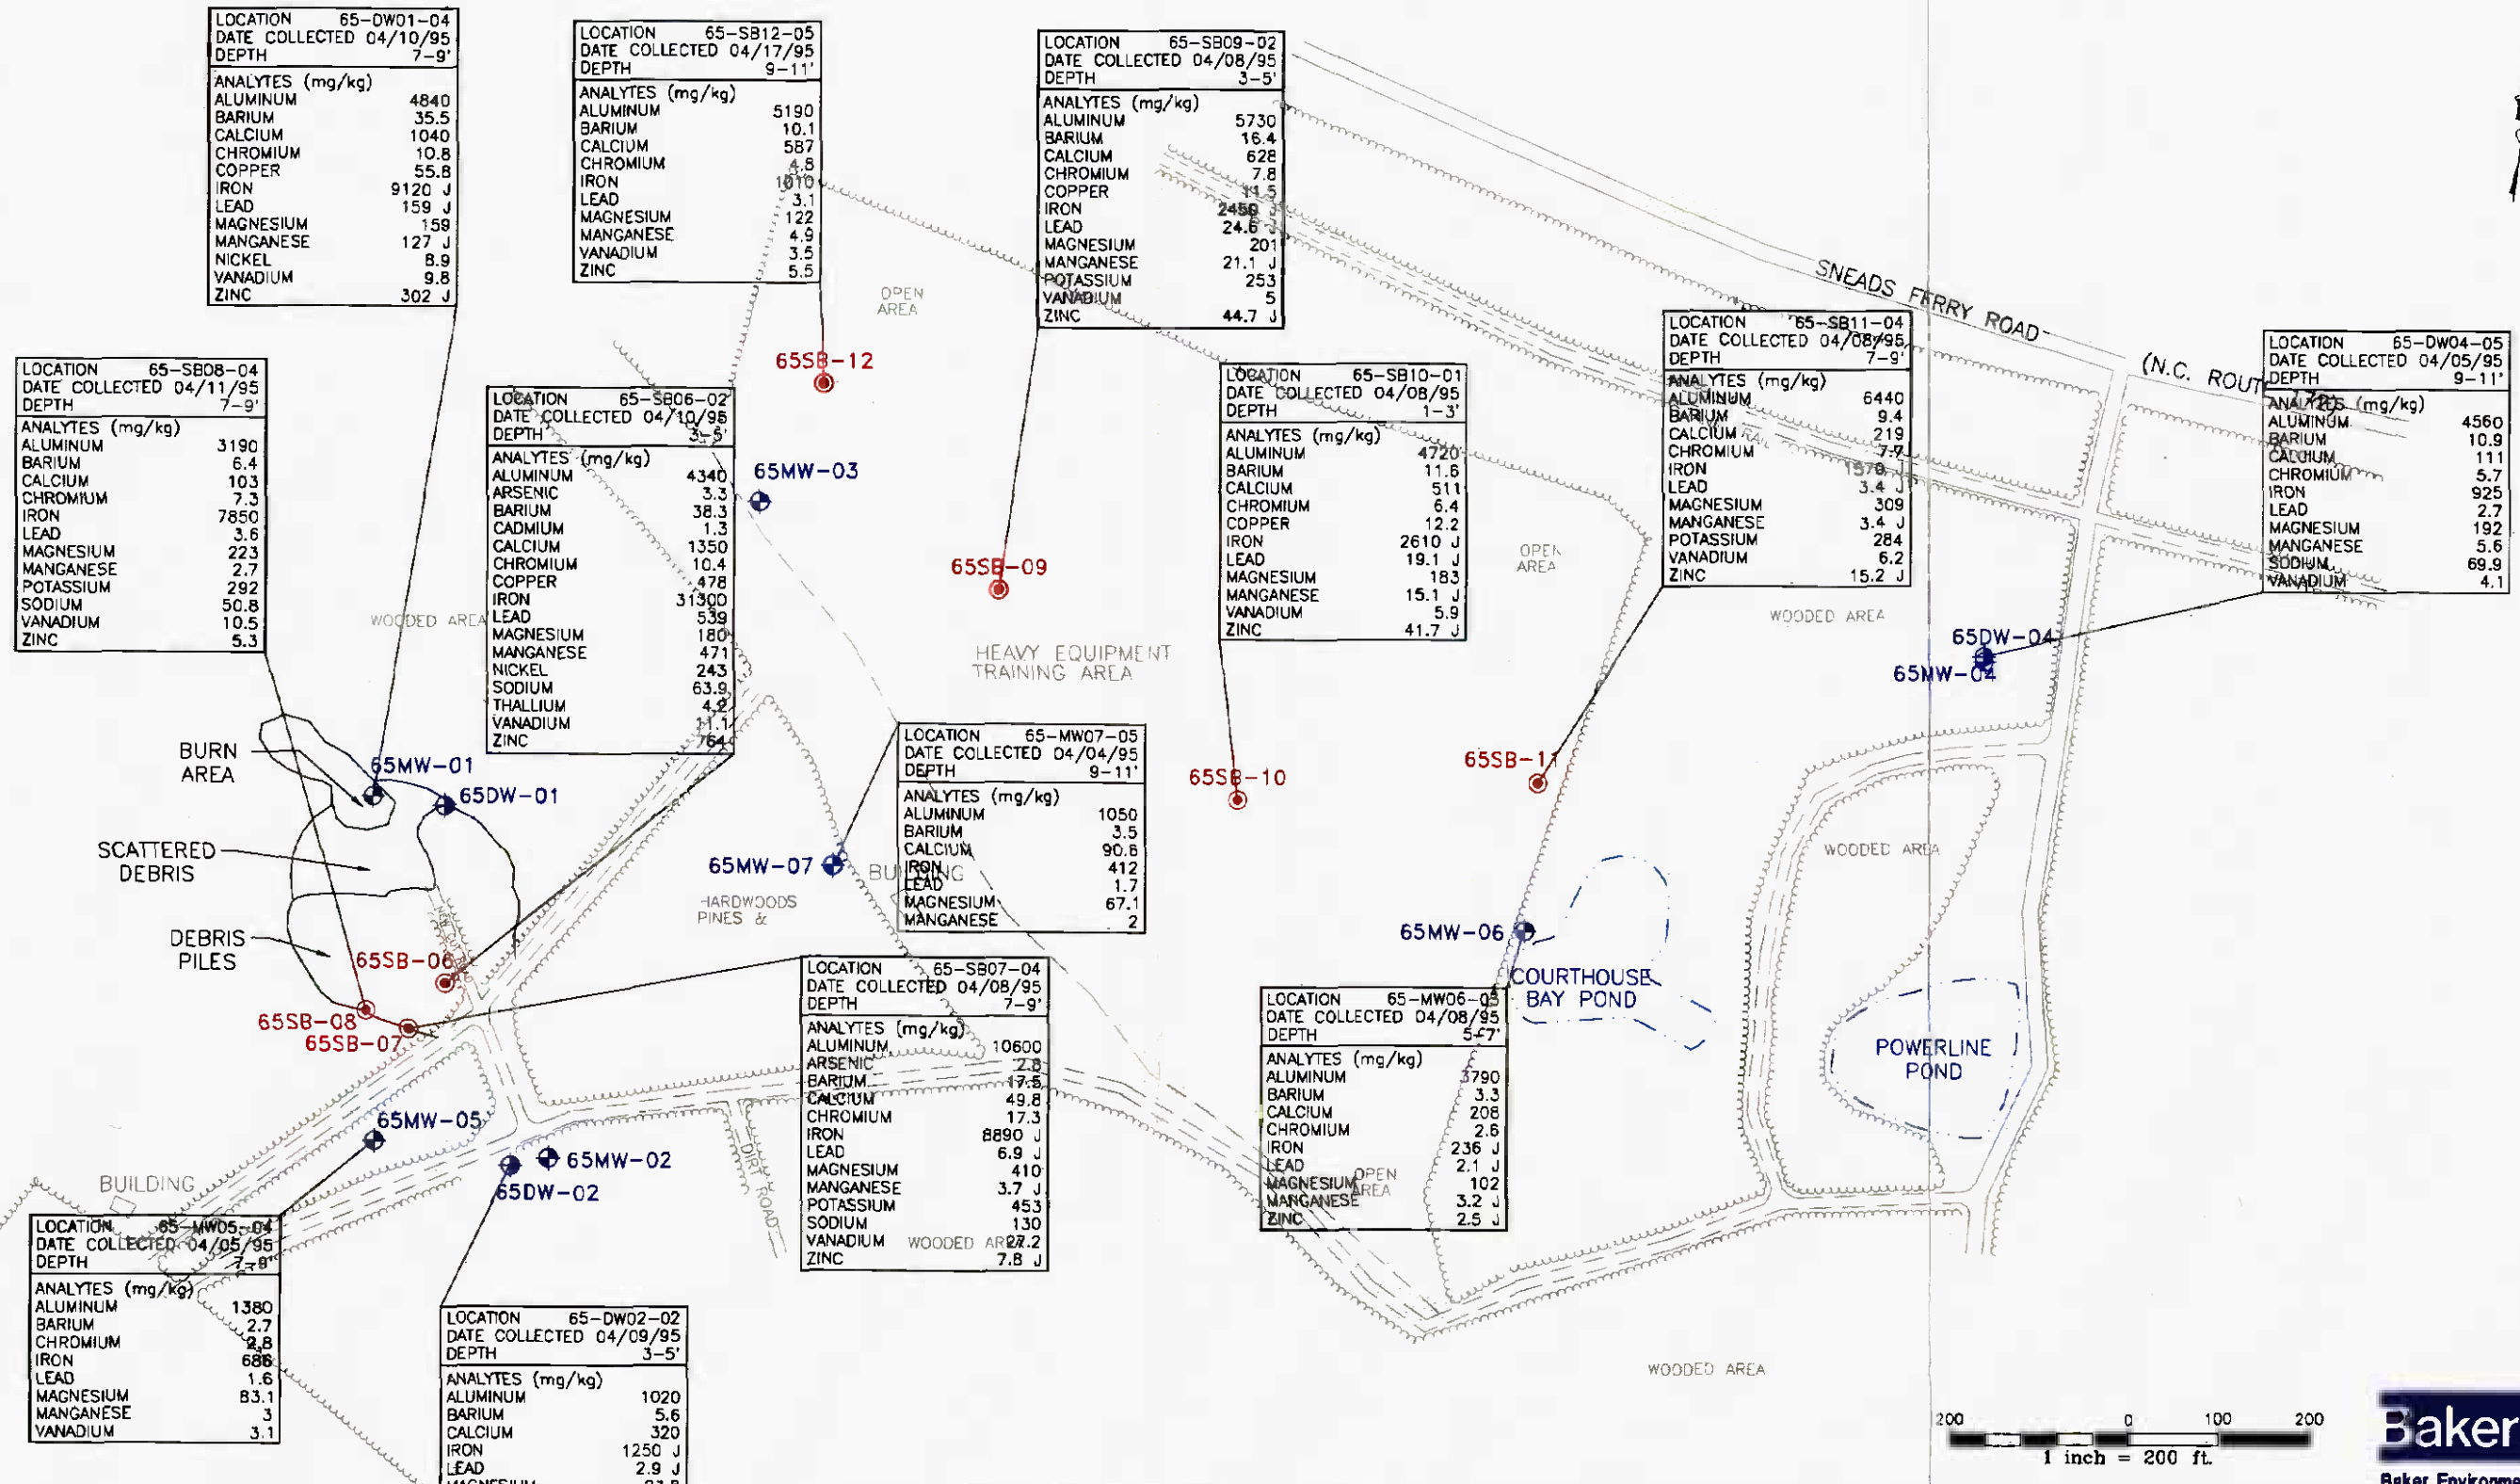 LOCATION 65-DW01-04
DATE COLLECTED 04/10/95
DEPTH 7-9'
ANALYTES (mg/kg)
ALUMINUM 4840
BARIUM 35.5
CALCIUM 1040
CHROMIUM 10.8
COPPER 55.8
IRON 9120 J
LEAD 159 J
MAGNESIUM 159
MANGANESE 127 J
NICKEL 8.9
VANADIUM 9.8
ZINC 302 J
LOCATION 65-SB12-05
DATE COLLECTED 04/17/95
DEPTH 9-11'
ANALYTES (mg/kg)
ALUMINUM 5190
BARIUM 10.1
CALCIUM 587
CHROMIUM 4.8
IRON 1010
LEAD 3.1
MAGNESIUM 122
MANGANESE 4.9
VANADIUM 3.5
ZINC 5.5
LOCATION 65-SB09-02
DATE COLLECTED 04/08/95
DEPTH 3-5'
ANALYTES (mg/kg)
ALUMINUM 5730
BARIUM 16.4
CALCIUM 628
CHROMIUM 7.8
COPPER 11.5
IRON 2450 J
LEAD 24.6 J
MAGNESIUM 201
MANGANESE 21.1 J
POTASSIUM 253
VANADIUM 5
ZINC 44.7 J
OPEN
AREA
SNEADS FERRY ROAD
(N.C. ROUTE
LOCATION 65-SB11-04
DATE COLLECTED 04/08/95
DEPTH 7-9'
ANALYTES (mg/kg)
ALUMINUM 6440
BARIUM 9.4
CALCIUM 219
CHROMIUM 7.7
IRON 1570 J
LEAD 3.4 J
MAGNESIUM 309
MANGANESE 3.4 J
POTASSIUM 284
VANADIUM 6.2
ZINC 15.2 J
LOCATION 65-DW04-05
DATE COLLECTED 04/05/95
DEPTH 9-11'
ANALYTES (mg/kg)
ALUMINUM 4560
BARIUM 10.9
CALCIUM 111
CHROMIUM 5.7
IRON 925
LEAD 2.7
MAGNESIUM 192
MANGANESE 5.6
SODIUM 69.9
VANADIUM 4.1
LOCATION 65-SB08-04
DATE COLLECTED 04/11/95
DEPTH 7-9'
ANALYTES (mg/kg)
ALUMINUM 3190
BARIUM 6.4
CALCIUM 103
CHROMIUM 7.3
IRON 7850
LEAD 3.6
MAGNESIUM 223
MANGANESE 2.7
POTASSIUM 292
SODIUM 50.8
VANADIUM 10.5
ZINC 5.3
LOCATION 65-SB06-02
DATE COLLECTED 04/10/95
DEPTH 3-5'
ANALYTES (mg/kg)
ALUMINUM 4340
ARSENIC 3.3
BARIUM 38.3
CADMIUM 1.3
CALCIUM 1350
CHROMIUM 10.4
COPPER 478
IRON 31300
LEAD 539
MAGNESIUM 180
MANGANESE 471
NICKEL 243
SODIUM 63.9
THALLIUM 4.2
VANADIUM 11.1
ZINC 764
65SB-12
65MW-03
65SB-09
LOCATION 65-SB10-01
DATE COLLECTED 04/08/95
DEPTH 1-3'
ANALYTES (mg/kg)
ALUMINUM 4720
BARIUM 11.6
CALCIUM 511
CHROMIUM 6.4
COPPER 12.2
IRON 2610 J
LEAD 19.1 J
MAGNESIUM 183
MANGANESE 15.1 J
VANADIUM 5.9
ZINC 41.7 J
OPEN
AREA
WOODED AREA
WOODED AREA
HEAVY EQUIPMENT
TRAINING AREA
65DW-04
65MW-04
BURN
AREA
65MW-01
65DW-01
SCATTERED
DEBRIS
DEBRIS
PILES
65SB-06
65SB-08
65SB-07
LOCATION 65-MW07-05
DATE COLLECTED 04/04/95
DEPTH 9-11'
ANALYTES (mg/kg)
ALUMINUM 1050
BARIUM 3.5
CALCIUM 90.6
IRON 412
LEAD 1.7
MAGNESIUM 67.1
MANGANESE 2
65MW-07
BUILDING
HARDWOODS
PINES &
65SB-10
65SB-11
WOODED AREA
65MW-06
COURTHOUSE
BAY POND
POWERLINE
POND
LOCATION 65-SB07-04
DATE COLLECTED 04/08/95
DEPTH 7-9'
ANALYTES (mg/kg)
ALUMINUM 10600
ARSENIC 2.8
BARIUM 17.5
CALCIUM 49.8
CHROMIUM 17.3
IRON 8890 J
LEAD 6.9 J
MAGNESIUM 410
MANGANESE 3.7 J
POTASSIUM 453
SODIUM 130
VANADIUM 27.2
ZINC 7.8 J
WOODED AREA
LOCATION 65-MW06-03
DATE COLLECTED 04/08/95
DEPTH 5-7'
ANALYTES (mg/kg)
ALUMINUM 3790
BARIUM 3.3
CALCIUM 208
CHROMIUM 2.6
IRON 236 J
LEAD 2.1 J
MAGNESIUM 102
MANGANESE 3.2 J
ZINC 2.5 J
OPEN
AREA
65MW-05
65MW-02
65DW-02
DIRT ROAD
BUILDING
LOCATION 65-MW05-04
DATE COLLECTED 04/05/95
DEPTH 7-9'
ANALYTES (mg/kg)
ALUMINUM 1380
BARIUM 2.7
CHROMIUM 2.8
IRON 686
LEAD 1.6
MAGNESIUM 83.1
MANGANESE 3
VANADIUM 3.1
LOCATION 65-DW02-02
DATE COLLECTED 04/09/95
DEPTH 3-5'
ANALYTES (mg/kg)
ALUMINUM 1020
BARIUM 5.6
CALCIUM 320
IRON 1250 J
LEAD 2.9 J
WOODED AREA
200 0 100 200
1 inch = 200 ft.
Baker